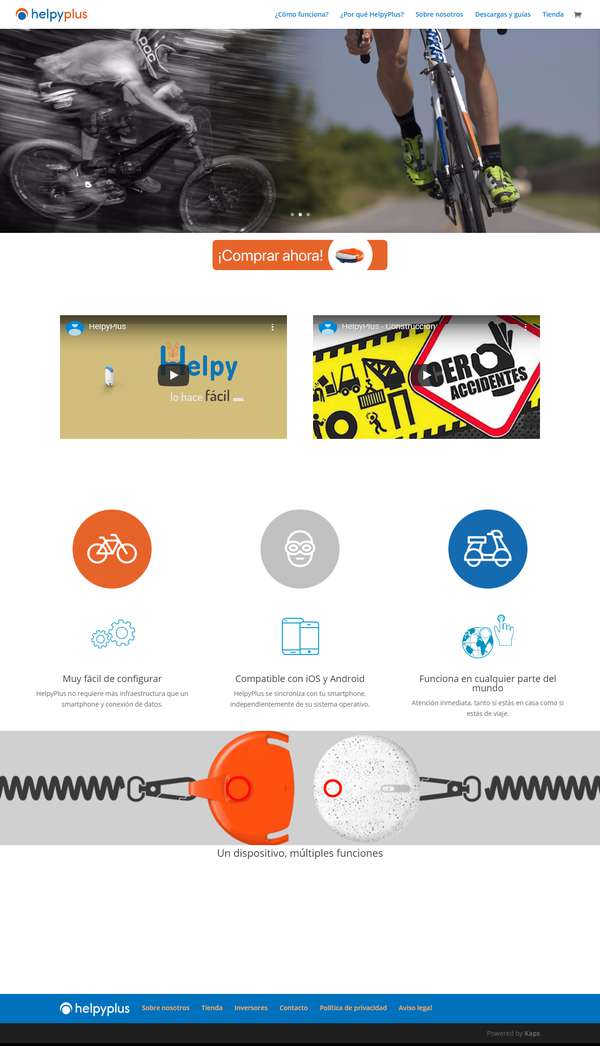 helpyplus
¿Cómo funciona?
¿Por qué HelpyPlus?
Sobre nosotros
Descargas y guías
Tienda
DOC
¡Comprar ahora!
HelpyPlus
Helpy
lo hace fácil ...
HelpyPlus - Construcción
CERO
ACCIDENTES
Muy fácil de configurar
HelpyPlus no requiere más infraestructura que un
smartphone y conexión de datos.
Compatible con iOS y Android
HelpyPlus se sincroniza con tu smartphone,
independientemente de su sistema operativo.
Funciona en cualquier parte del
mundo
Atención inmediata, tanto si estás en casa como si
estás de viaje.
Un dispositivo, múltiples funciones
helpyplus
Sobre nosotros
Tienda
Inversores
Contacto
Política de privacidad
Aviso legal
Powered by Kaps